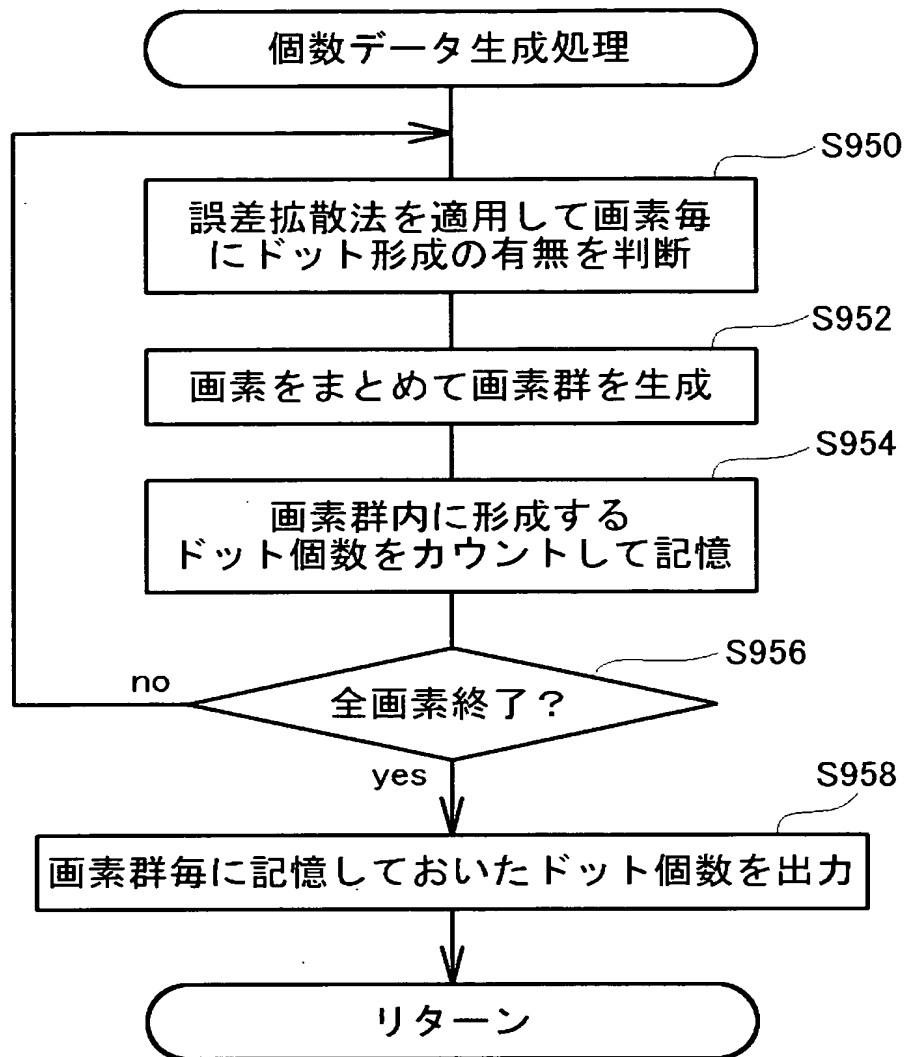 個数データ生成処理
S950
誤差拡散法を適用して画素毎
にドット形成の有無を判断
S952
画素をまとめて画素群を生成
S954
画素群内に形成する
ドット個数をカウントして記憶
S956
no
全画素終了？
yes
S958
画素群毎に記憶しておいたドット個数を出力
リターン